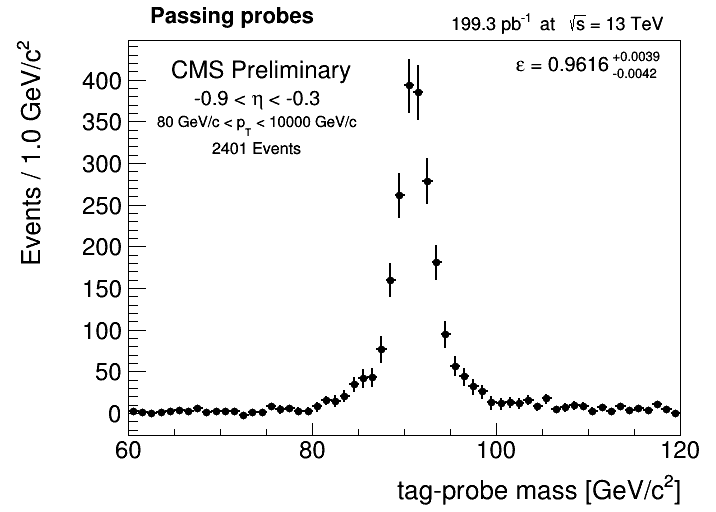 Passing probes
199.3 pb⁻¹ at √s = 13 TeV
CMS Preliminary
ε = 0.9616 +0.0039 -0.0042
-0.9 < η < -0.3
80 GeV/c < p_T < 10000 GeV/c
2401 Events
Events / 1.0 GeV/c²
400
350
300
250
200
150
100
50
0
60 80 100 120
tag-probe mass [GeV/c²]